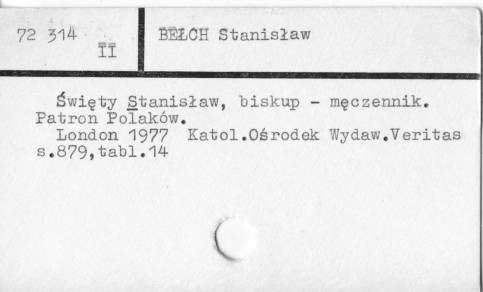 72 314 II
BEŁCH Stanisław
Święty Stanisław, biskup - męczennik.
Patron Polaków.
London 1977 Katol.Ośrodek Wydaw.Veritas
s.879,tabl.14